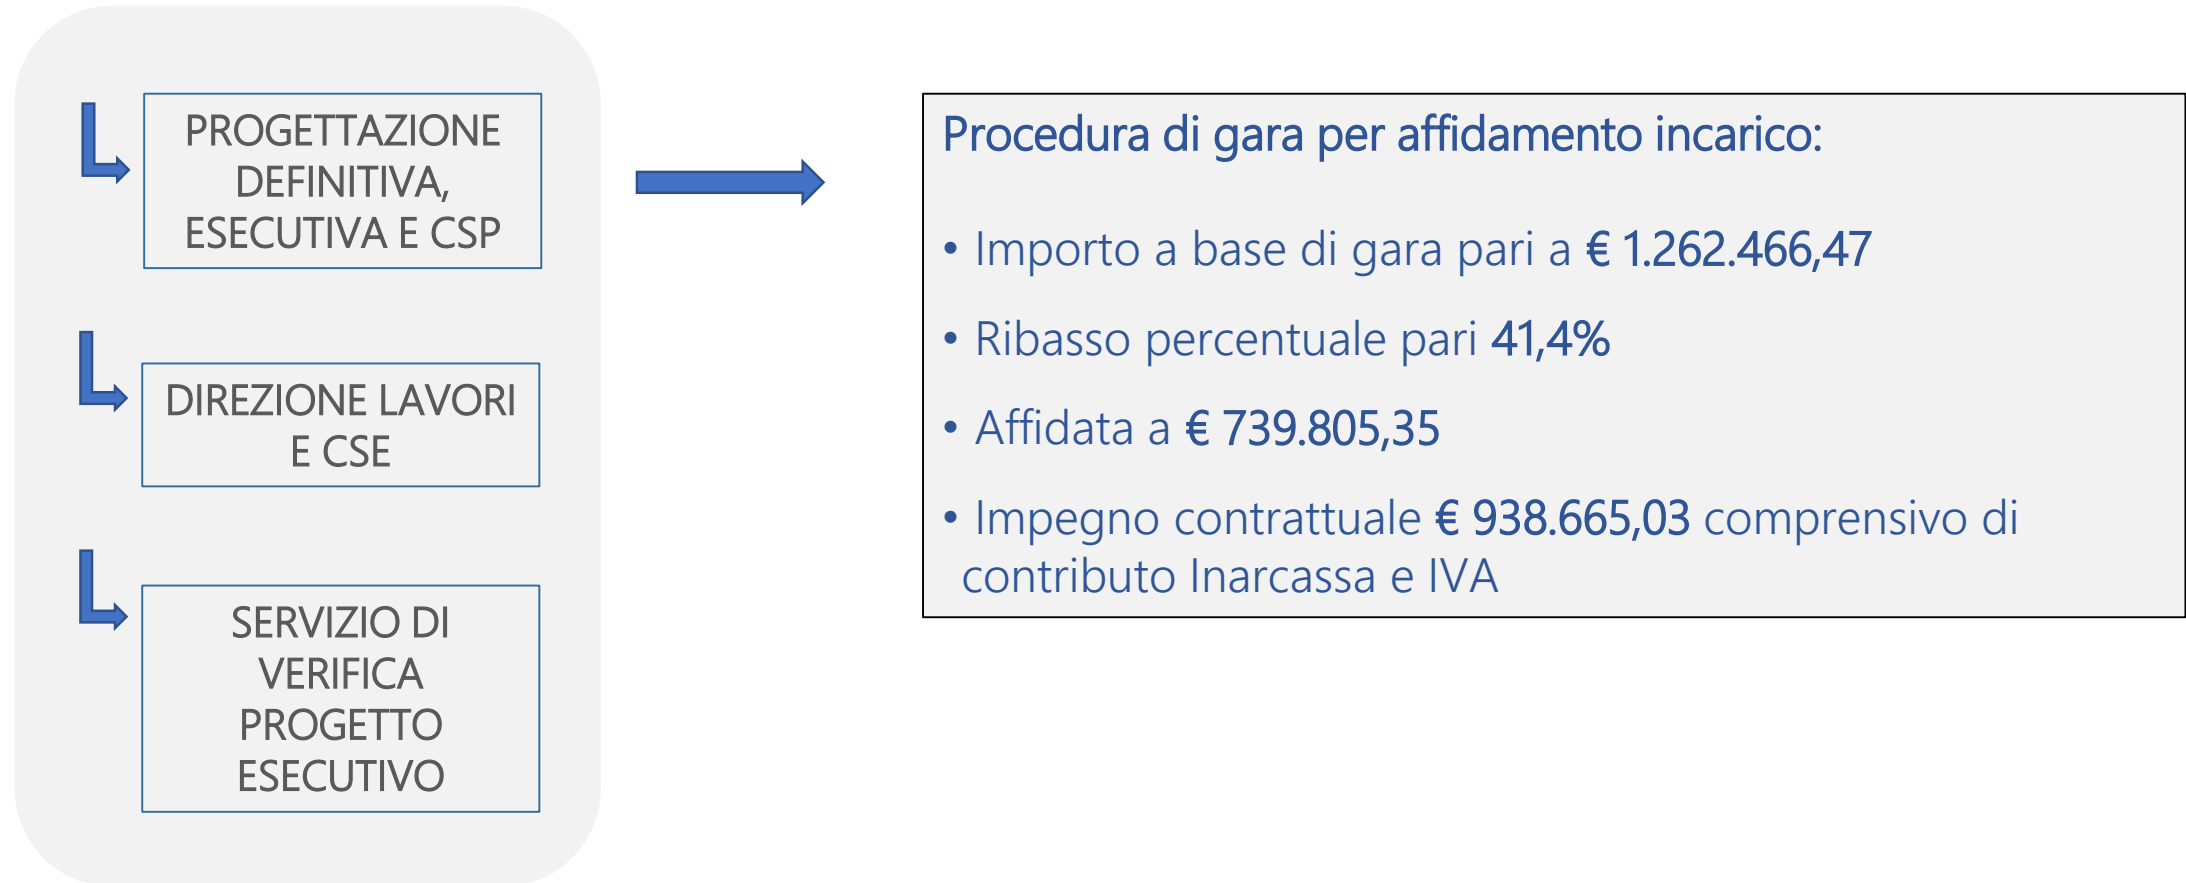 PROGETTAZIONE
DEFINITIVA,
ESECUTIVA E CSP
DIREZIONE LAVORI
E CSE
SERVIZIO DI
VERIFICA
PROGETTO
ESECUTIVO
Procedura di gara per affidamento incarico:
• Importo a base di gara pari a € 1.262.466,47
• Ribasso percentuale pari 41,4%
• Affidata a € 739.805,35
• Impegno contrattuale € 938.665,03 comprensivo di
contributo Inarcassa e IVA